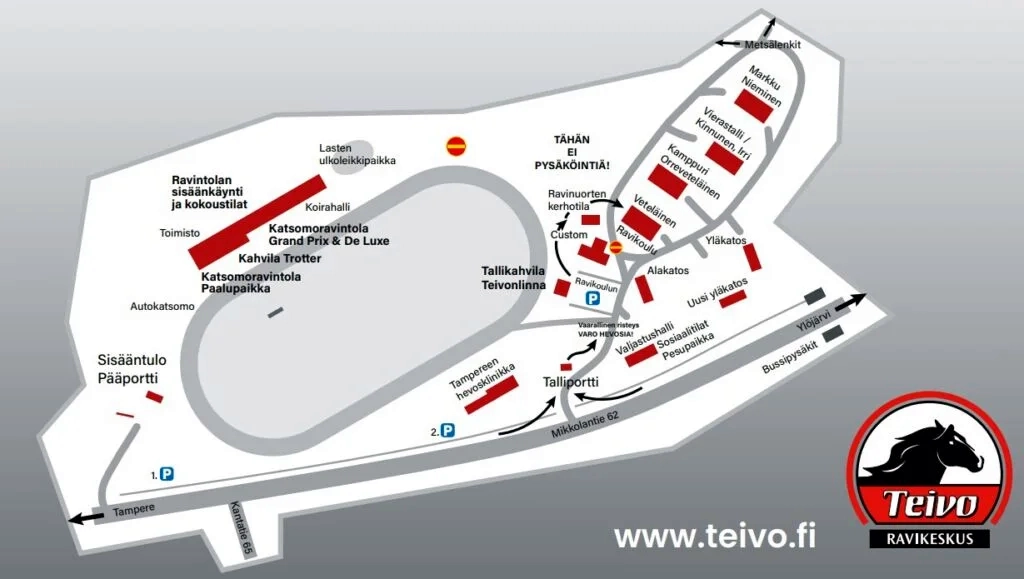 Metsälenkit
Markku
Nieminen
Vierastalli /
Kinnunen, Irri
Kamppuri
Orreveteläinen
Veteläinen
Ravikoulu
TÄHÄN
EI
PYSÄKÖINTIÄ!
Ravinuorten
kerhotila
Custom
Lasten
ulkoleikkipaikka
Ravintolan
sisäänkäynti
ja kokoustilat
Koirahalli
Toimisto
Katsomoravintola
Grand Prix & De Luxe
Kahvila Trotter
Katsomoravintola
Paalupaikka
Autokatsomo
Tallikahvila
Teivonlinna
Ravikoulun
P
Alakatos
Yläkatos
Uusi yläkatos
Vaarallinen risteys
VARO HEVOSIA!
Valjastushalli
Sosiaalitilat
Pesupaikka
Ylöjärvi
Bussipysäkit
Sisääntulo
Pääportti
Tampereen
hevosklinikka
Talliportti
2. P
Mikkolantie 62
1. P
Tampere
Kantatie 65
www.teivo.fi
Teivo
RAVIKESKUS